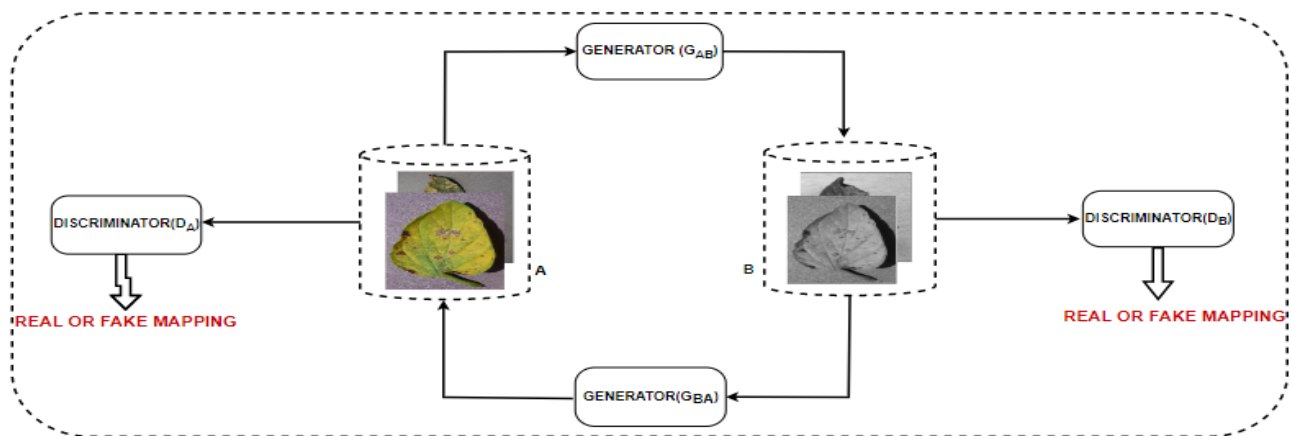 GENERATOR (GAB)
DISCRIMINATOR(DA)
A
B
DISCRIMINATOR(DB)
REAL OR FAKE MAPPING
REAL OR FAKE MAPPING
GENERATOR(GBA)